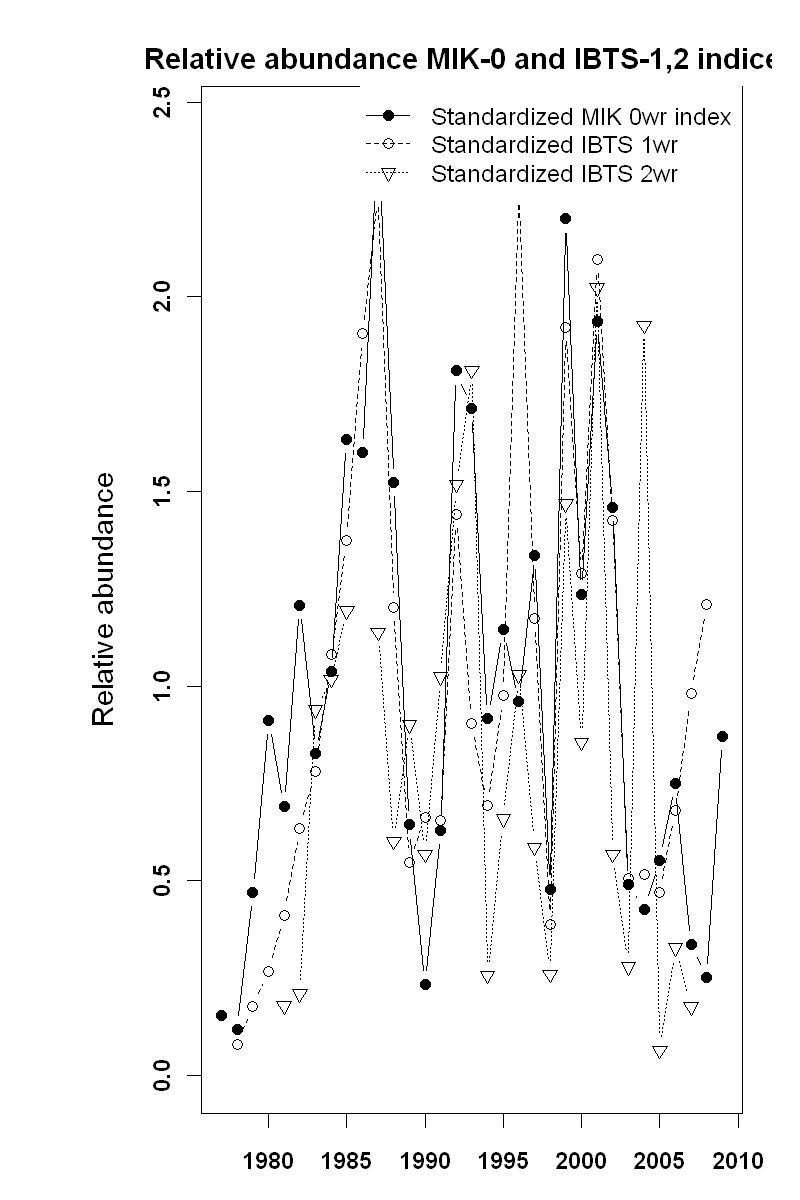 Relative abundance MIK-0 and IBTS-1,2 indice
Standardized MIK 0wr index
Standardized IBTS 1wr
Standardized IBTS 2wr
2.5
2.0
1.5
1.0
0.5
0.0
Relative abundance
1980 1985 1990 1995 2000 2005 2010